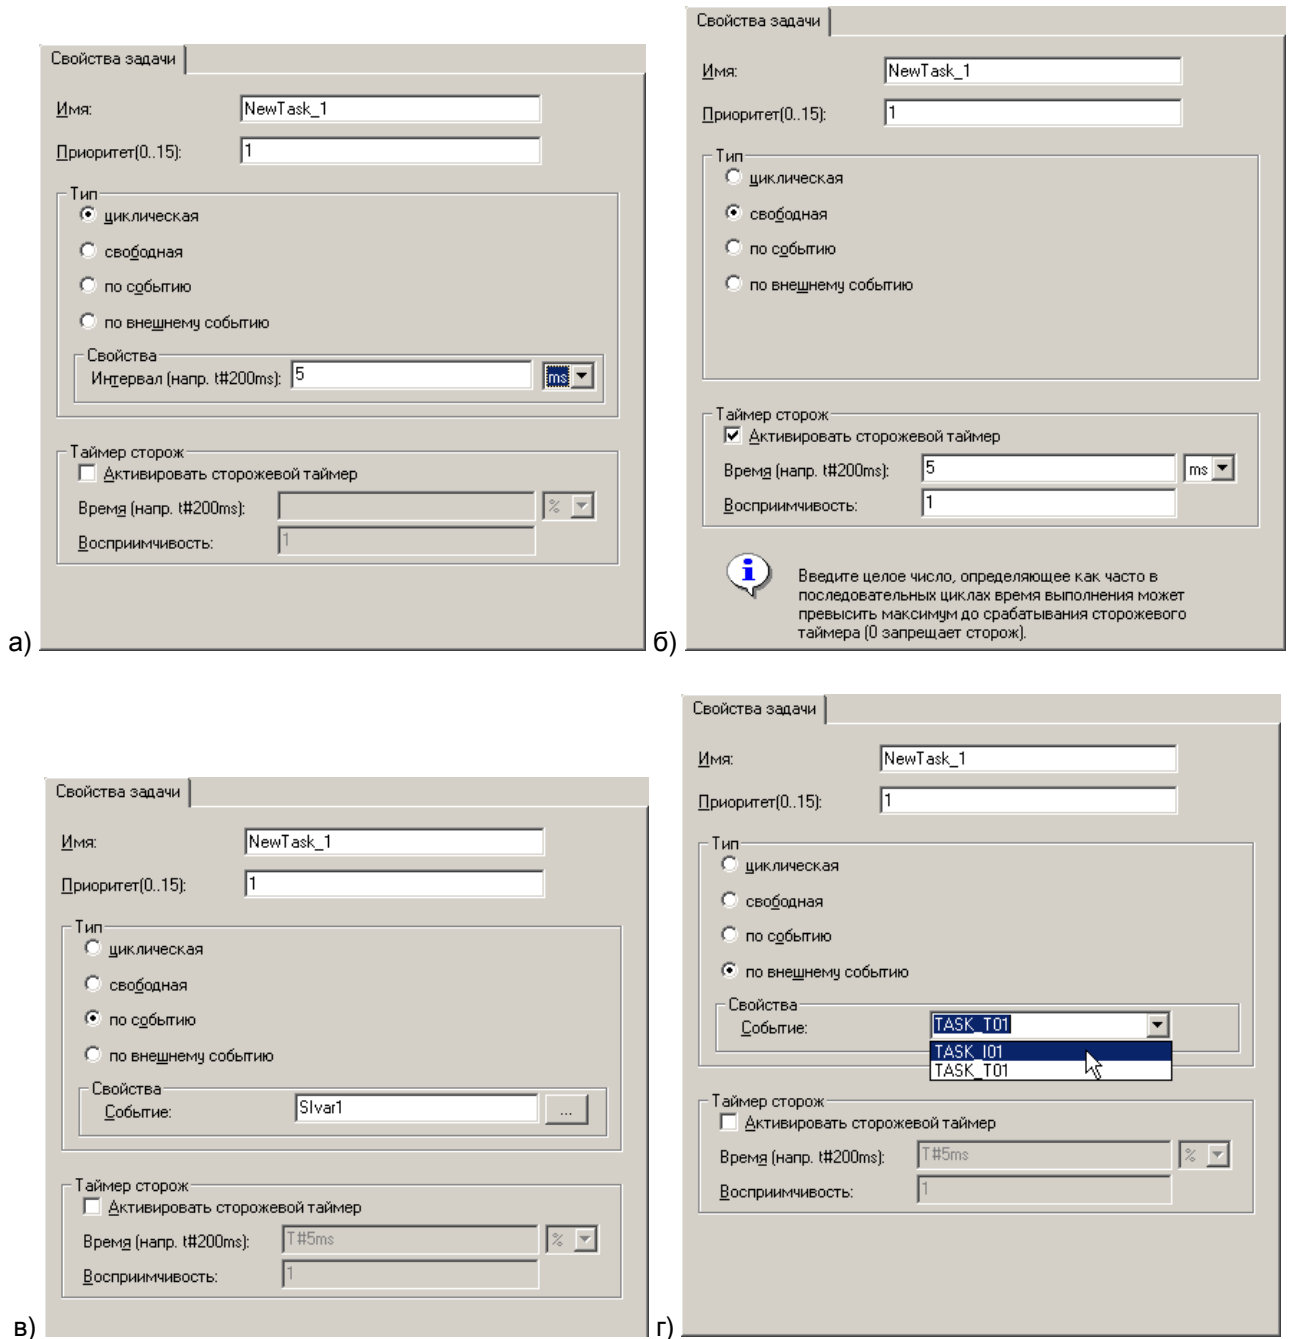 Свойства задачи
Имя: NewTask_1
Приоритет(0..15): 1
Тип
циклическая
свободная
по событию
по внешнему событию
Свойства
Интервал (напр. t#200ms): 5 ms
Таймер сторож
Активировать сторожевой таймер
Время (напр. t#200ms): %
Восприимчивость: 1
а)
Свойства задачи
Имя: NewTask_1
Приоритет(0..15): 1
Тип
циклическая
свободная
по событию
по внешнему событию
Таймер сторож
Активировать сторожевой таймер
Время (напр. t#200ms): 5 ms
Восприимчивость: 1
Введите целое число, определяющее как часто в
последовательных циклах время выполнения может
превысить максимум до срабатывания сторожевого
таймера (0 запрещает сторож).
б)
Свойства задачи
Имя: NewTask_1
Приоритет(0..15): 1
Тип
циклическая
свободная
по событию
по внешнему событию
Свойства
Событие: SIvar1 ...
Таймер сторож
Активировать сторожевой таймер
Время (напр. t#200ms): T#5ms %
Восприимчивость: 1
в)
Свойства задачи
Имя: NewTask_1
Приоритет(0..15): 1
Тип
циклическая
свободная
по событию
по внешнему событию
Свойства
Событие: TASK_T01
TASK_I01
TASK_T01
Таймер сторож
Активировать сторожевой таймер
Время (напр. t#200ms): T#5ms %
Восприимчивость: 1
г)